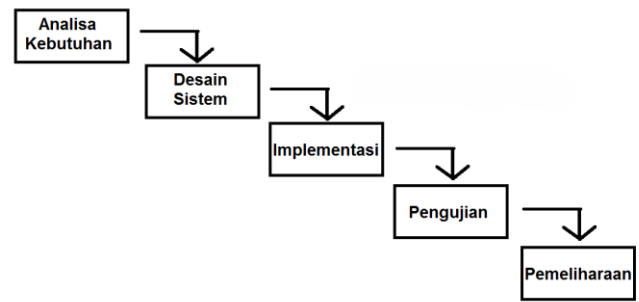 Analisa
Kebutuhan
Desain
Sistem
Implementasi
Pengujian
Pemeliharaan